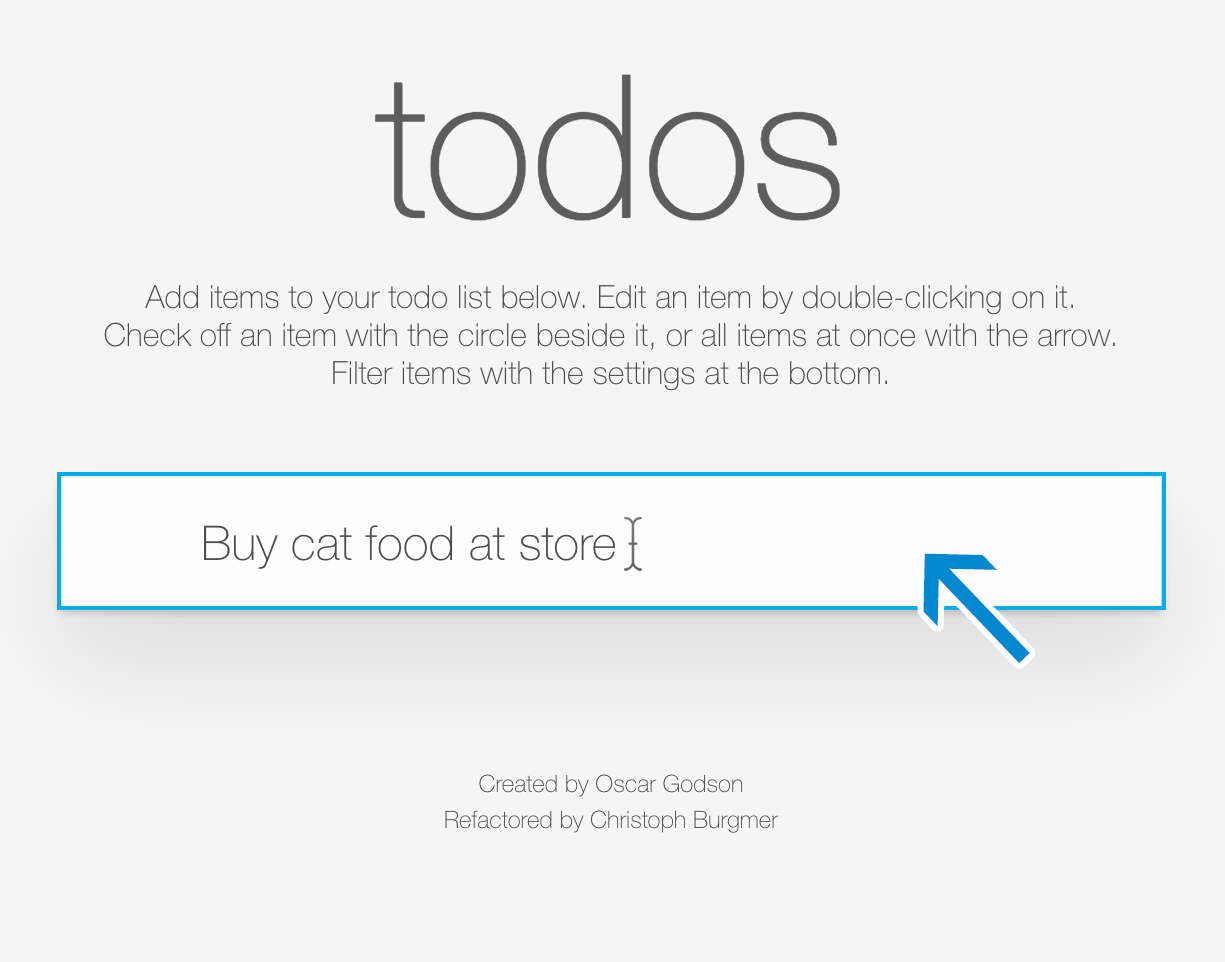 todos
Add items to your todo list below. Edit an item by double-clicking on it.
Check off an item with the circle beside it, or all items at once with the arrow.
Filter items with the settings at the bottom.
Buy cat food at store
Created by Oscar Godson
Refactored by Christoph Burgmer